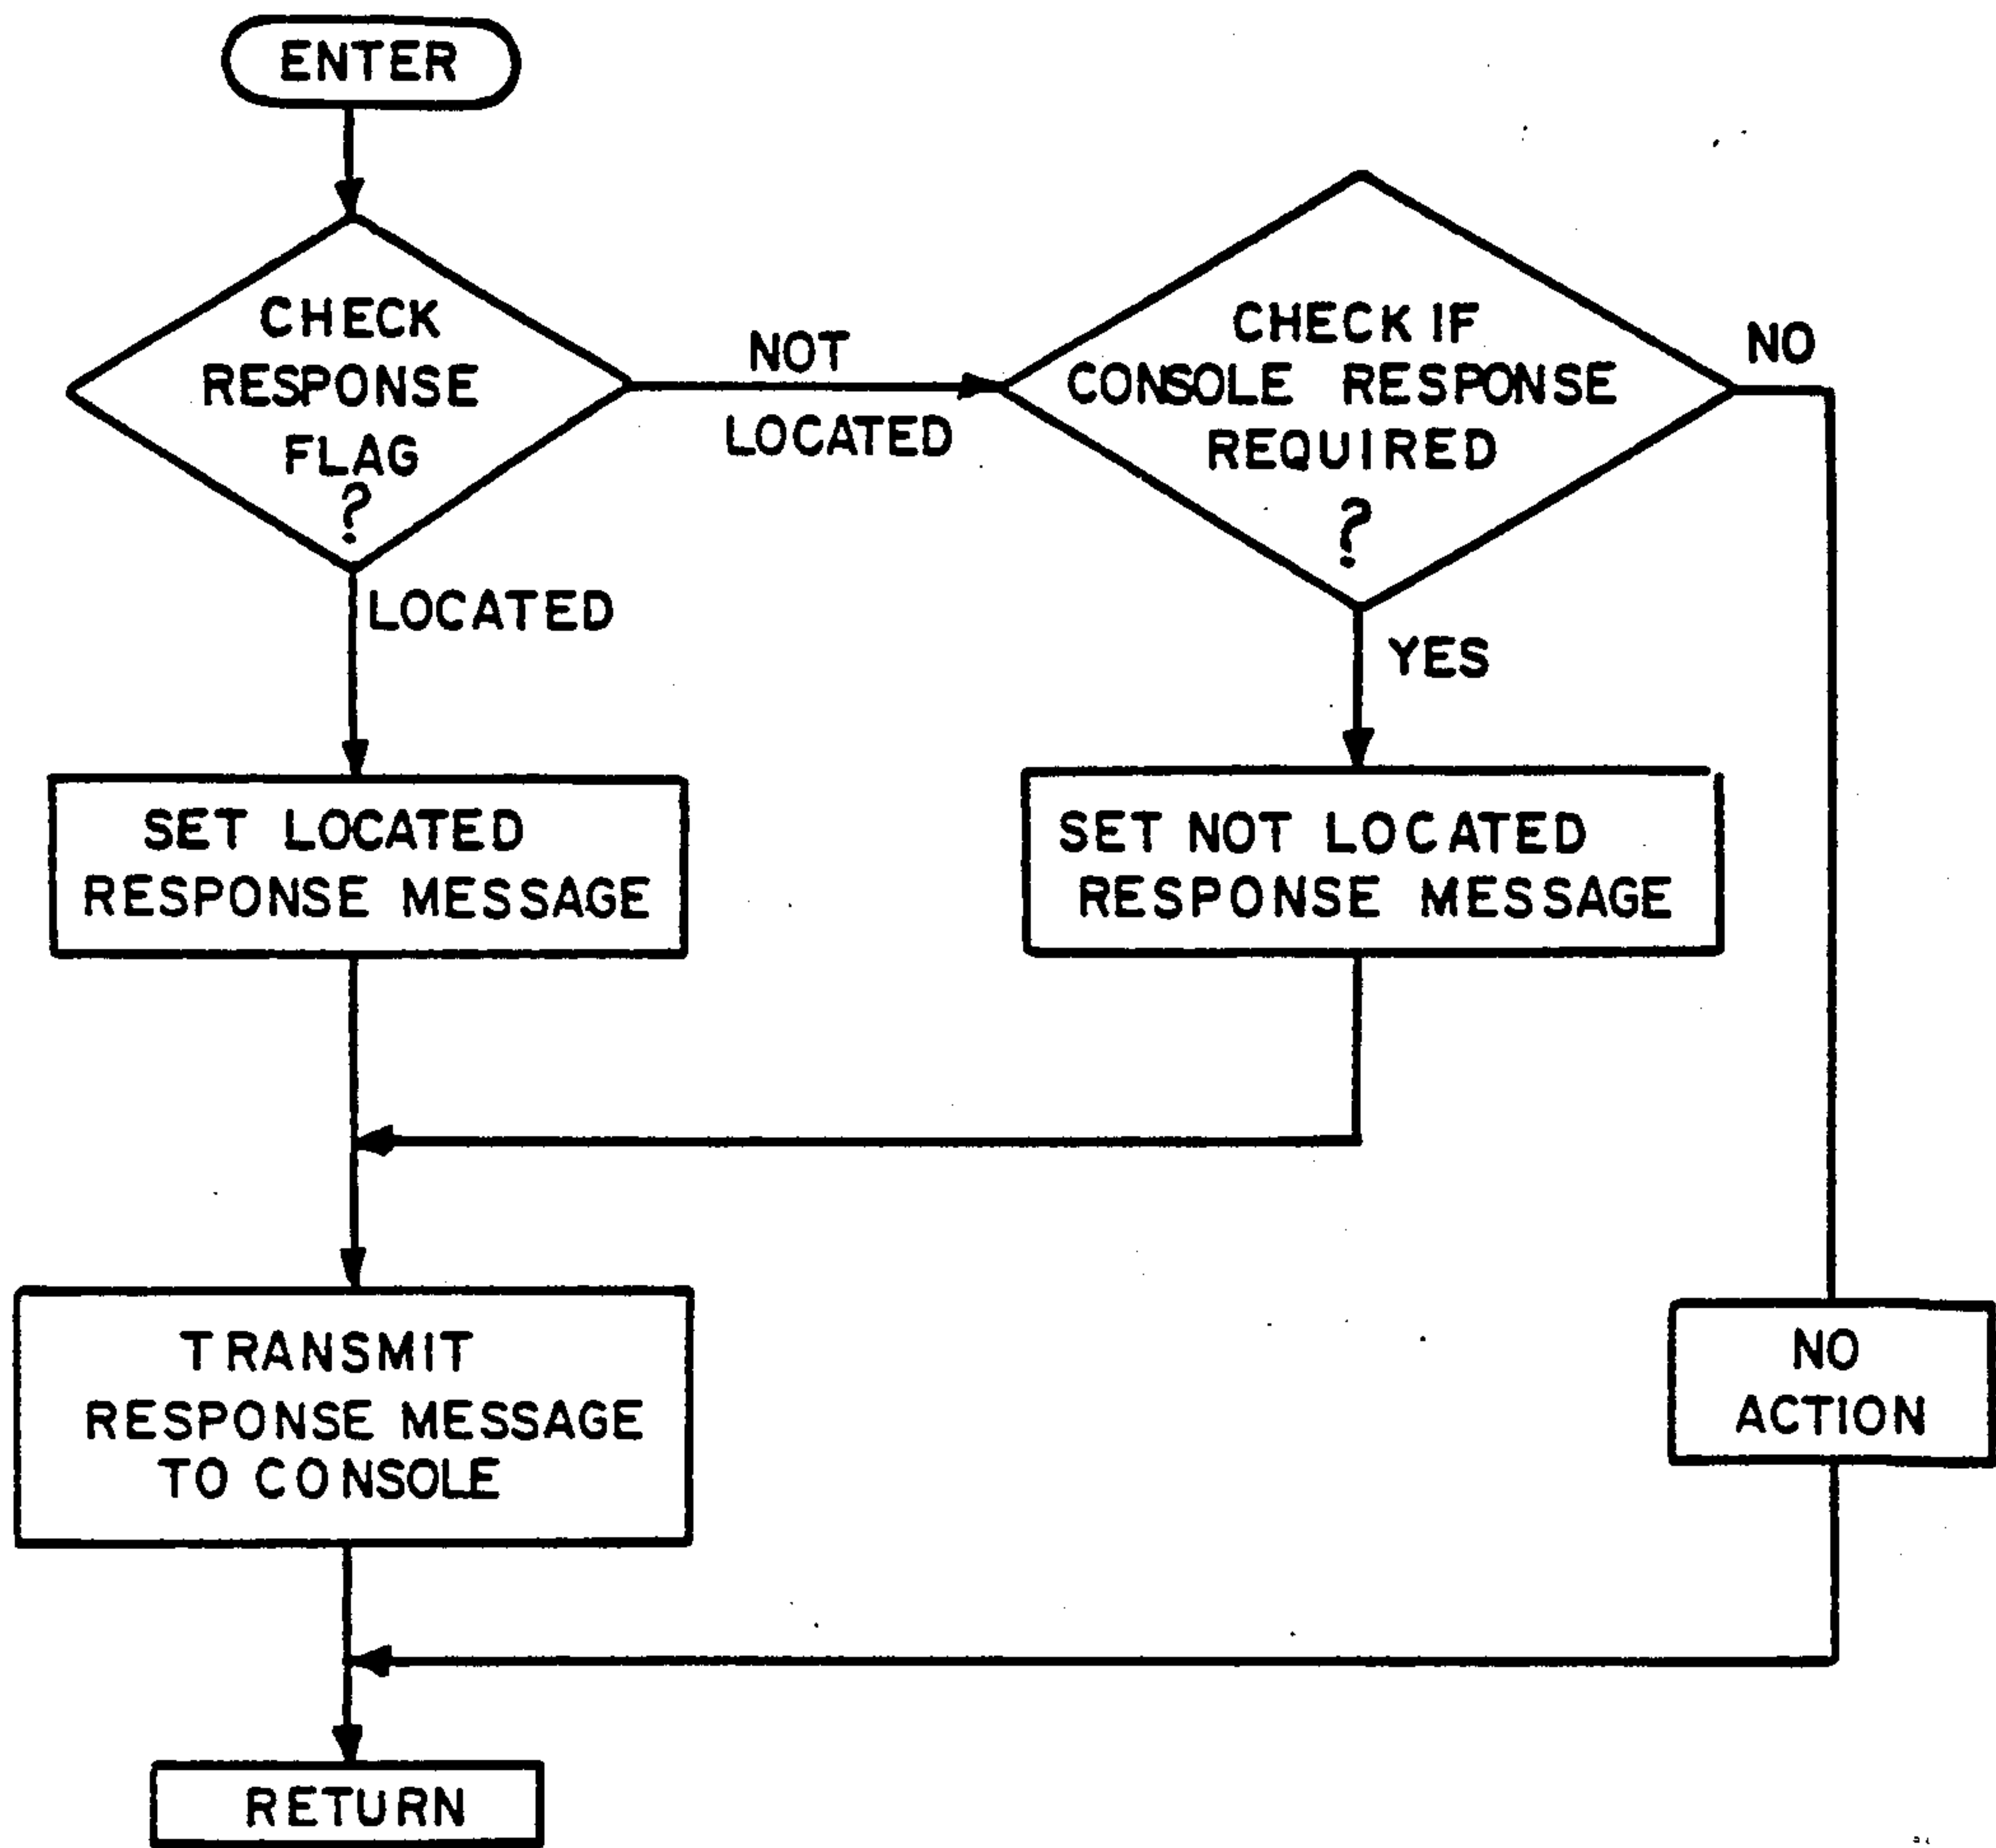 ENTER
CHECK
RESPONSE
FLAG
?
NOT
LOCATED
CHECK IF
CONSOLE RESPONSE
REQUIRED
?
NO
LOCATED
YES
SET LOCATED
RESPONSE MESSAGE
SET NOT LOCATED
RESPONSE MESSAGE
TRANSMIT
RESPONSE MESSAGE
TO CONSOLE
NO
ACTION
RETURN